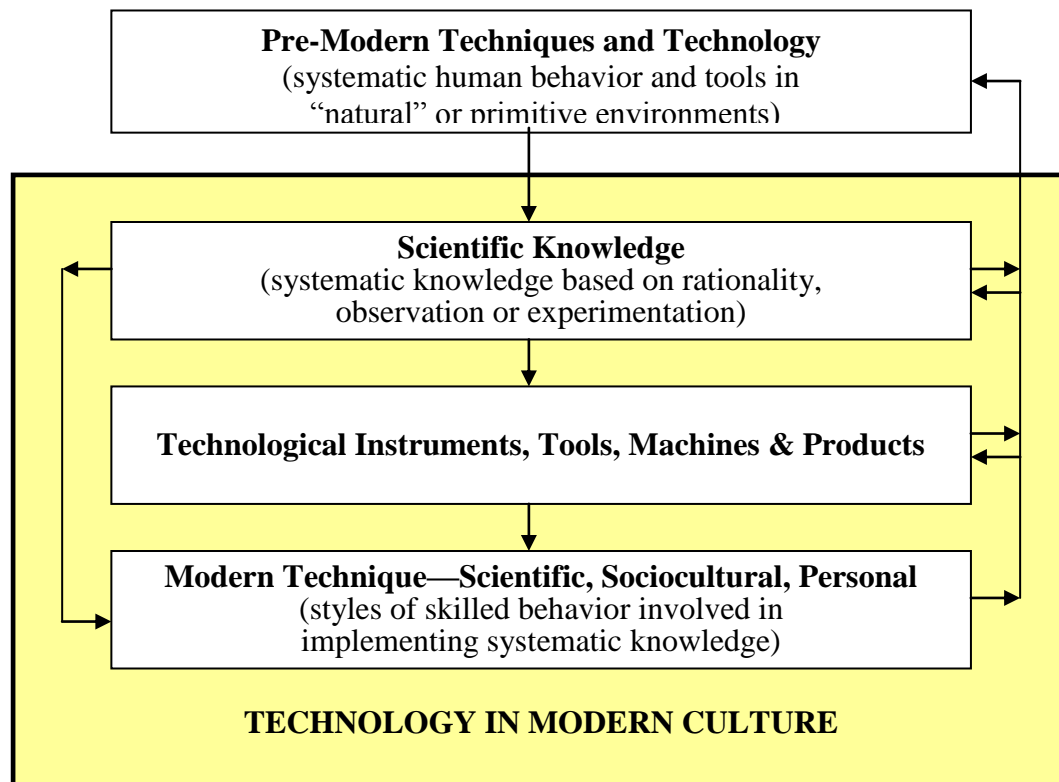 Pre-Modern Techniques and Technology
(systematic human behavior and tools in
“natural” or primitive environments)
Scientific Knowledge
(systematic knowledge based on rationality,
observation or experimentation)
Technological Instruments, Tools, Machines & Products
Modern Technique—Scientific, Sociocultural, Personal
(styles of skilled behavior involved in
implementing systematic knowledge)
TECHNOLOGY IN MODERN CULTURE